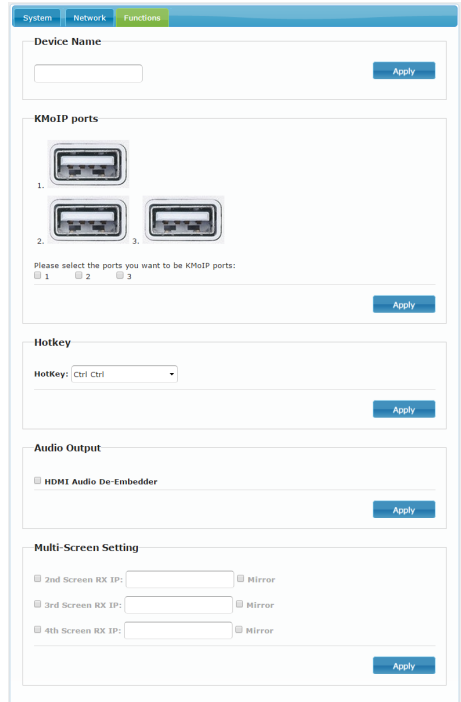 System Network Functions
Device Name
Apply
KMoIP ports
1.
2. 3.
Please select the ports you want to be KMoIP ports:
1 2 3
Apply
Hotkey
HotKey: Ctrl Ctrl
Apply
Audio Output
HDMI Audio De-Embedder
Apply
Multi-Screen Setting
2nd Screen RX IP: Mirror
3rd Screen RX IP: Mirror
4th Screen RX IP: Mirror
Apply